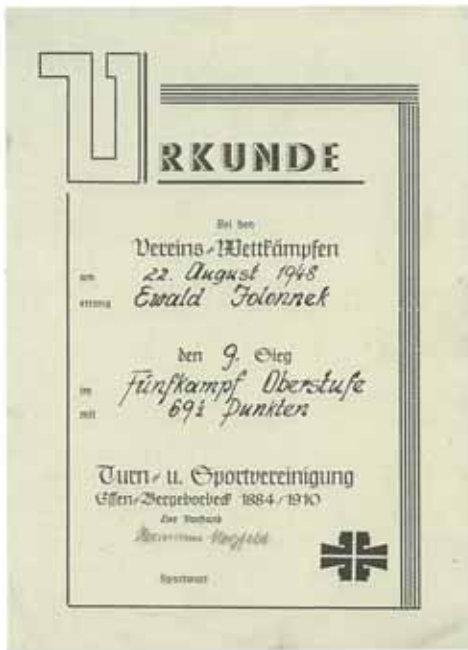 URKUNDE
Bei den
Vereins-Wettkämpfen
am 22. August 1948
errang Ewald Jolonnek
den 9. Sieg
im Fünfkampf Oberstufe
mit 69½ Punkten
Turn- u. Sportvereinigung
Essen-Bergeborbeck 1884/1910
Der Vorstand
Sportwart